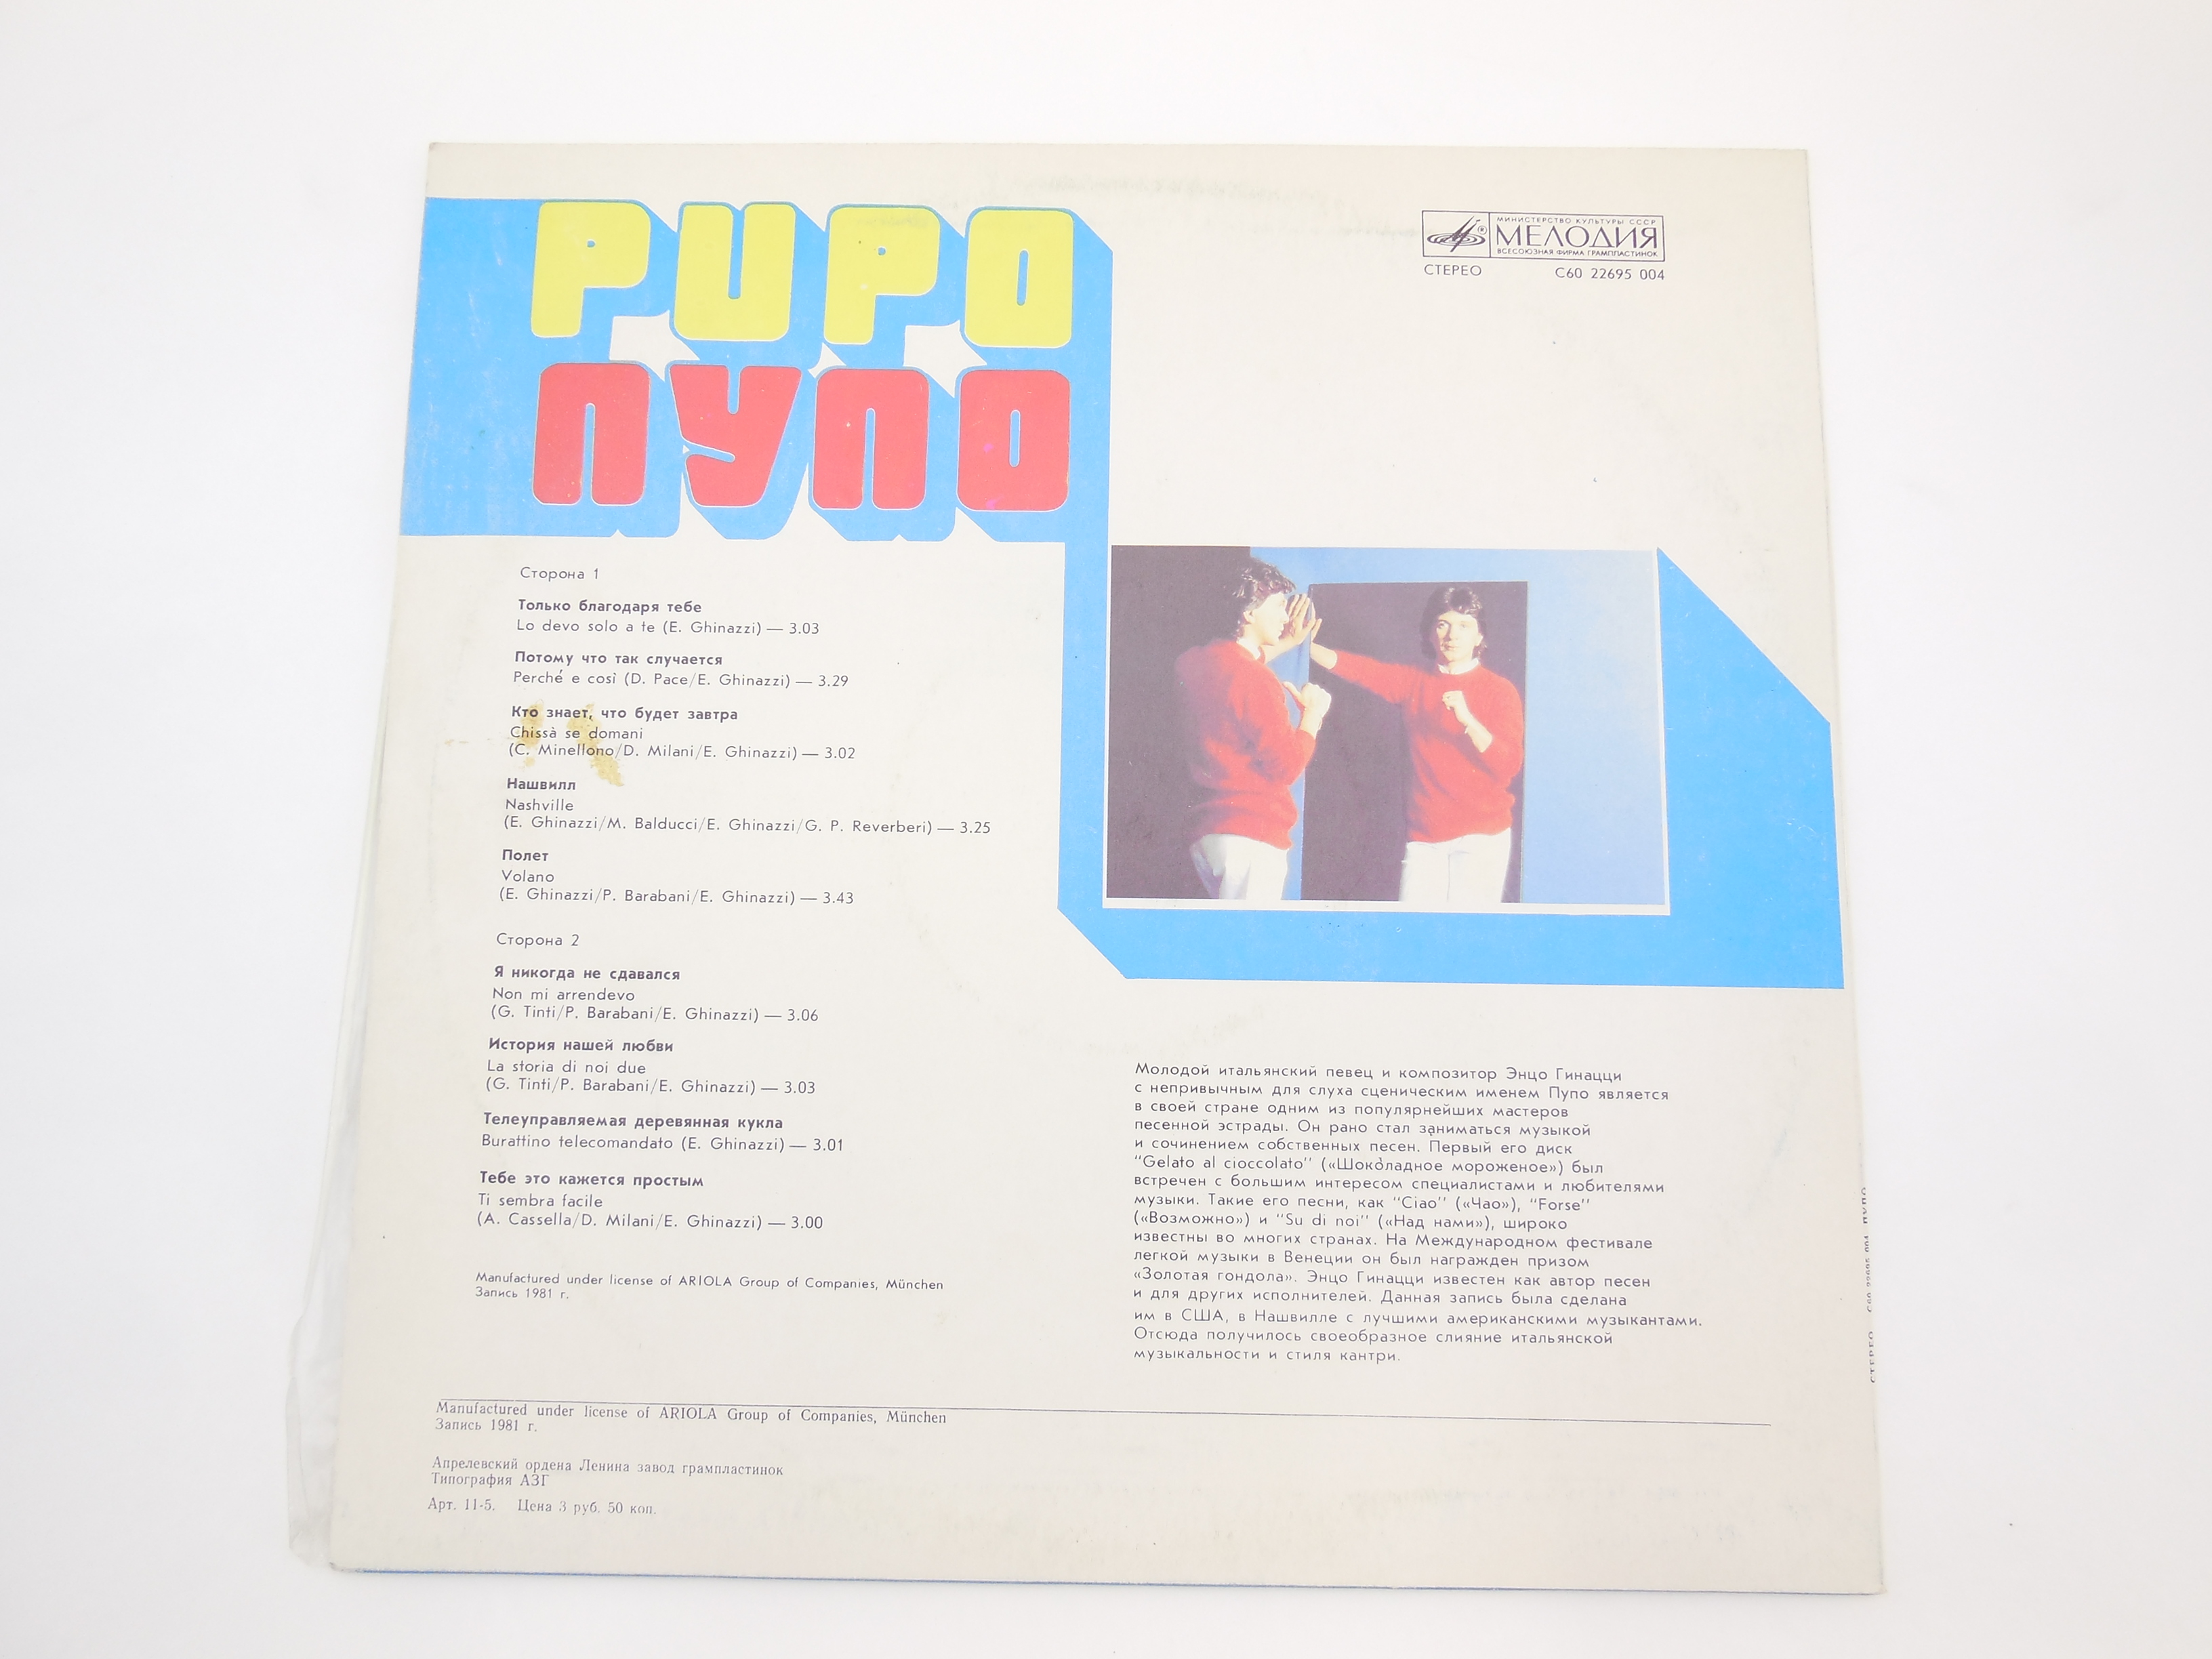 PUPO
ПУПО
МИНИСТЕРСТВО КУЛЬТУРЫ СССР
МЕЛОДИЯ
ВСЕСОЮЗНАЯ ФИРМА ГРАМПЛАСТИНОК
СТЕРЕО С60 22695 004
Сторона 1
Только благодаря тебе
Lo devo solo a te (E. Ghinazzi) — 3.03
Потому что так случается
Perché e così (D. Pace/E. Ghinazzi) — 3.29
Кто знает, что будет завтра
Chissà se domani
(C. Minellono/D. Milani/E. Ghinazzi) — 3.02
Нашвилл
Nashville
(E. Ghinazzi/M. Balducci/E. Ghinazzi/G. P. Reverberi) — 3.25
Полет
Volano
(E. Ghinazzi/P. Barabani/E. Ghinazzi) — 3.43
Сторона 2
Я никогда не сдавался
Non mi arrendevo
(G. Tinti/P. Barabani/E. Ghinazzi) — 3.06
История нашей любви
La storia di noi due
(G. Tinti/P. Barabani/E. Ghinazzi) — 3.03
Телеуправляемая деревянная кукла
Burattino telecomandato (E. Ghinazzi) — 3.01
Тебе это кажется простым
Ti sembra facile
(A. Cassella/D. Milani/E. Ghinazzi) — 3.00
Manufactured under license of ARIOLA Group of Companies, München
Запись 1981 г.
Молодой итальянский певец и композитор Энцо Гинацци
с непривычным для слуха сценическим именем Пупо является
в своей стране одним из популярнейших мастеров
песенной эстрады. Он рано стал заниматься музыкой
и сочинением собственных песен. Первый его диск
"Gelato al cioccolato" («Шоколадное мороженое») был
встречен с большим интересом специалистами и любителями
музыки. Такие его песни, как "Ciao" («Чао»), "Forse"
(«Возможно») и "Su di noi" («Над нами»), широко
известны во многих странах. На Международном фестивале
легкой музыки в Венеции он был награжден призом
«Золотая гондола». Энцо Гинацци известен как автор песен
и для других исполнителей. Данная запись была сделана
им в США, в Нашвилле с лучшими американскими музыкантами.
Отсюда получилось своеобразное слияние итальянской
музыкальности и стиля кантри.
Manufactured under license of ARIOLA Group of Companies, München
Запись 1981 г.
Апрелевский ордена Ленина завод грампластинок
Типография АЗГ
Арт. 11-5. Цена 3 руб. 50 коп.
СТЕРЕО С60 22695 004 ПУПО